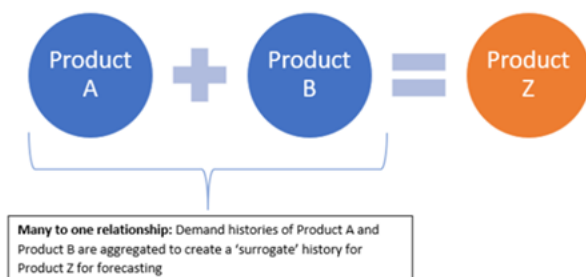 Product
A
Product
B
Product
Z
Many to one relationship: Demand histories of Product A and
Product B are aggregated to create a 'surrogate' history for
Product Z for forecasting